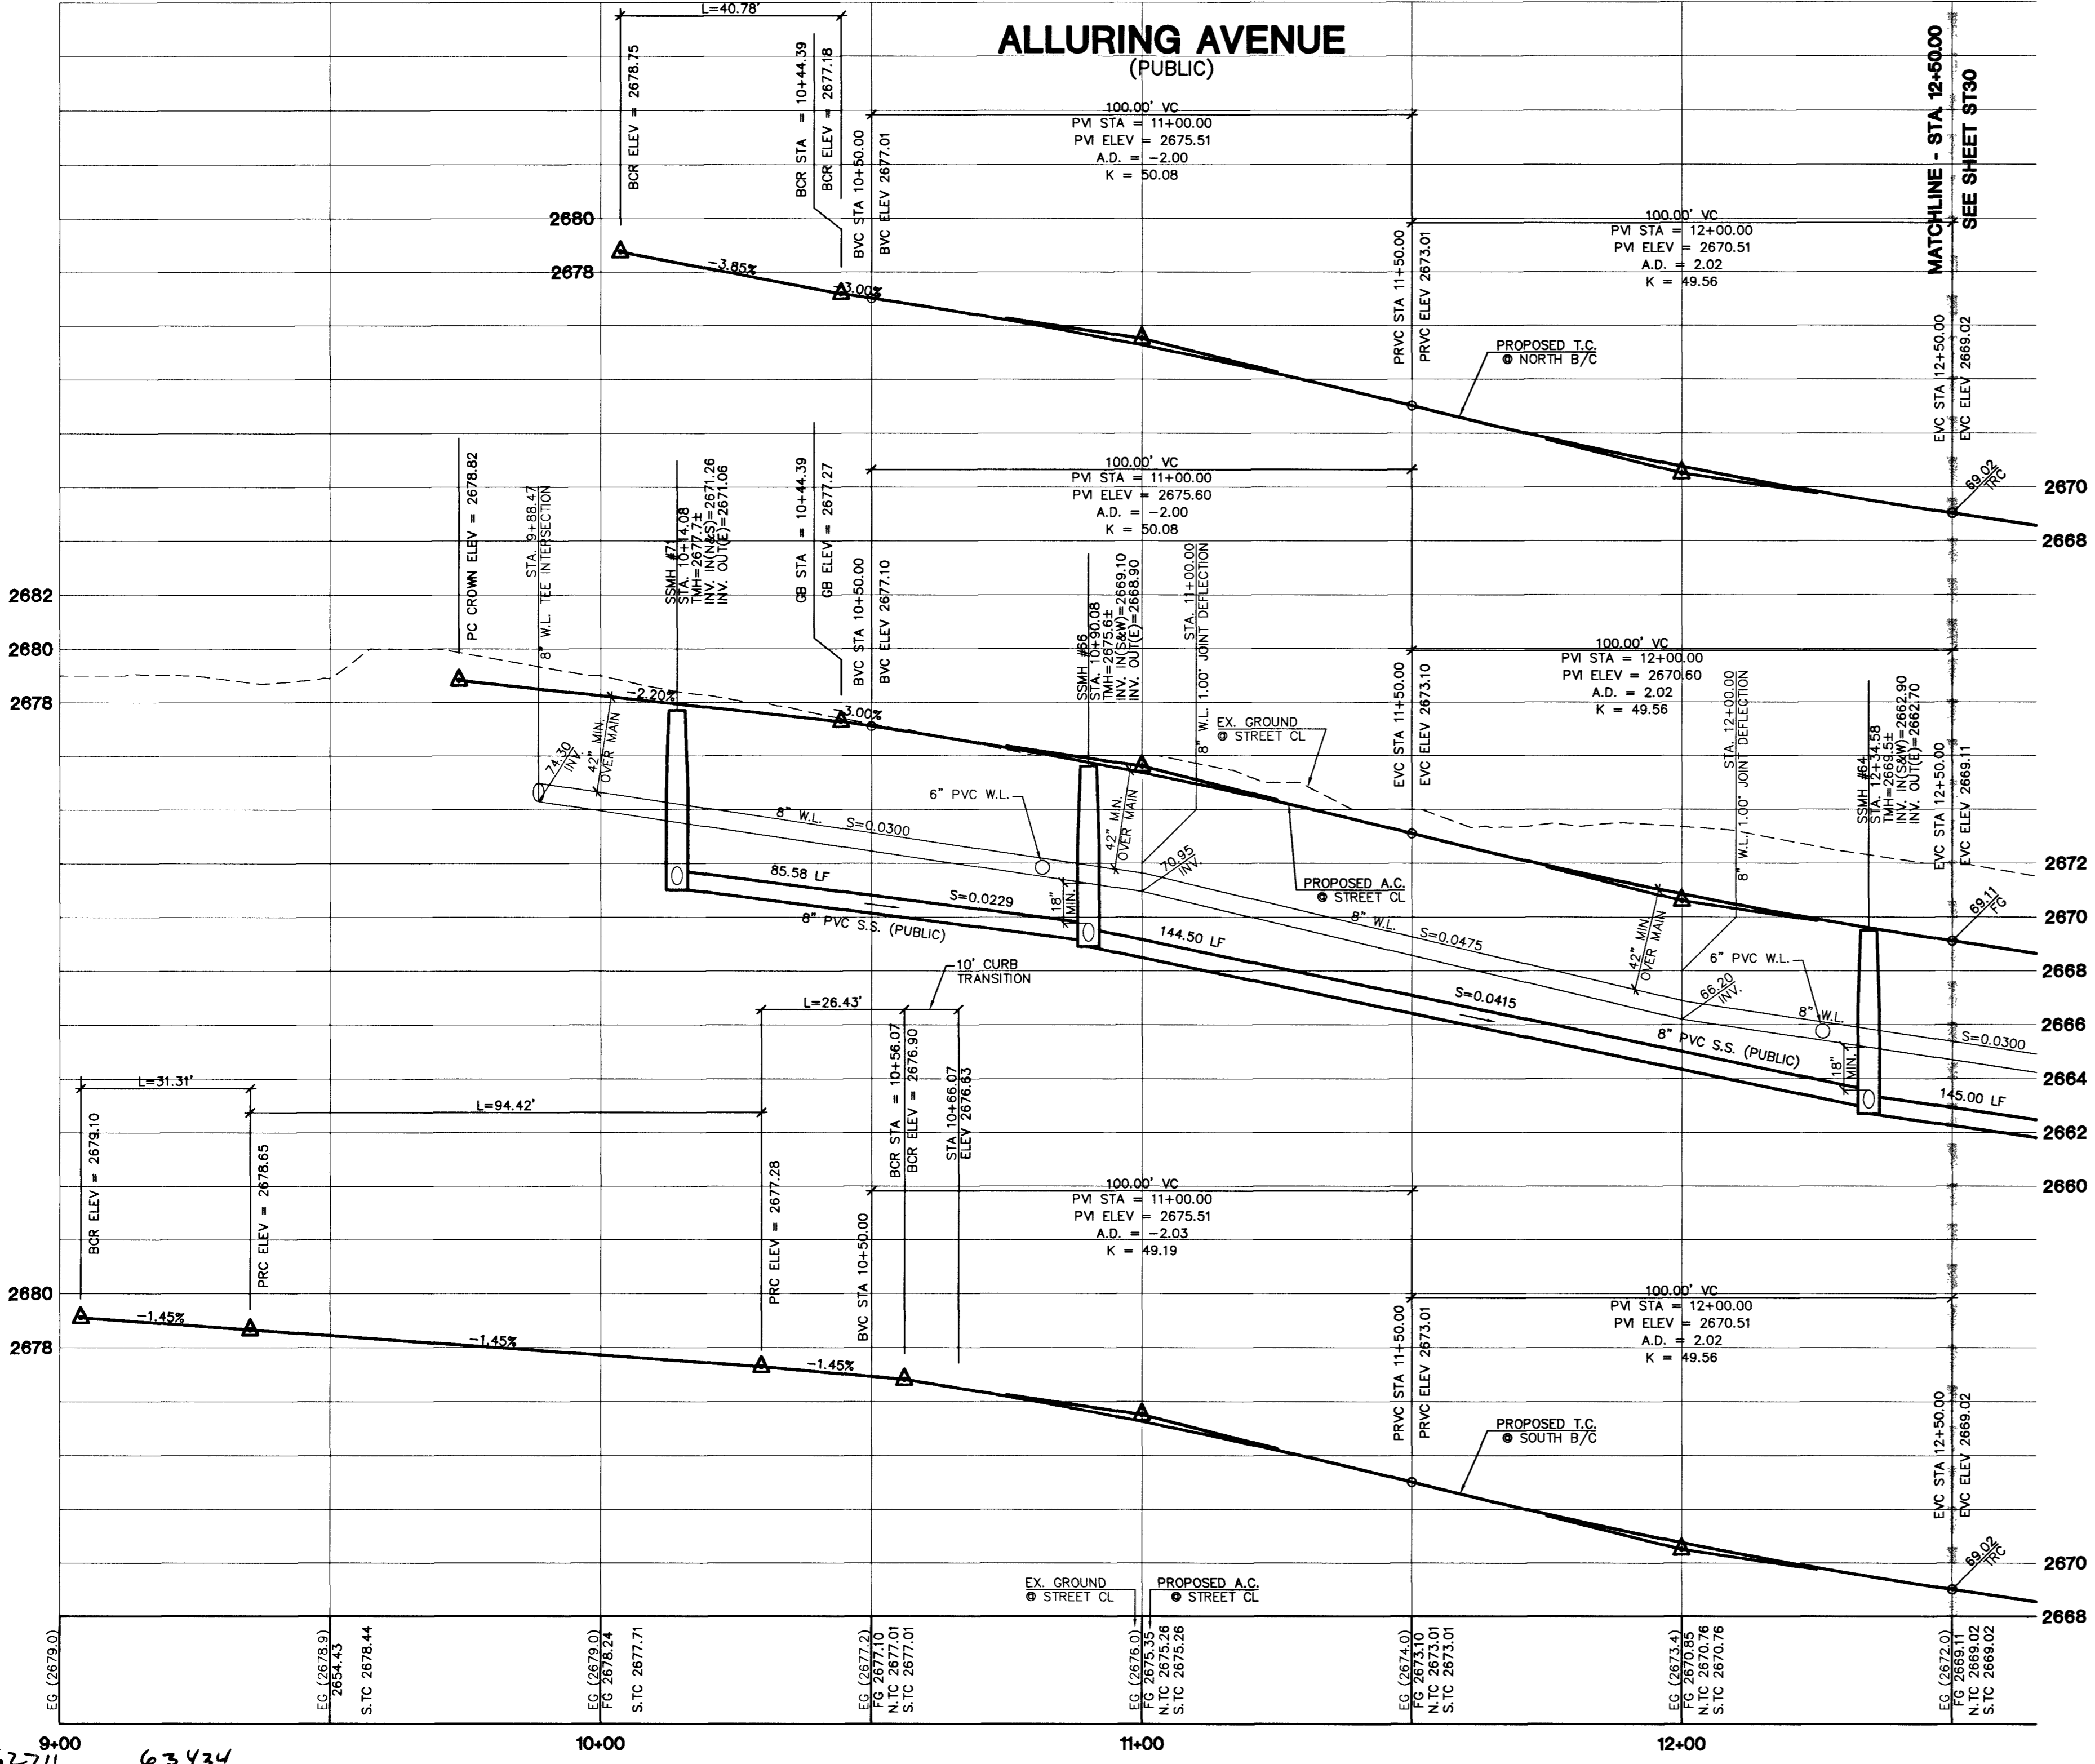 ALLURING AVENUE
(PUBLIC)
L=40.78'
BCR ELEV = 2678.75
BCR STA = 10+44.39
BCR ELEV = 2677.18
BVC STA 10+50.00
BVC ELEV 2677.01
100.00' VC
PVI STA = 11+00.00
PVI ELEV = 2675.51
A.D. = -2.00
K = 50.08
PRVC STA 11+50.00
PRVC ELEV 2673.01
100.00' VC
PVI STA = 12+00.00
PVI ELEV = 2670.51
A.D. = 2.02
K = 49.56
MATCHLINE - STA. 12+50.00
SEE SHEET ST30
EVC STA 12+50.00
EVC ELEV 2669.02
2680
2678
-3.85%
-3.00%
PROPOSED T.C.
@ NORTH B/C
69.02
TRC
2670
2668
PC CROWN ELEV = 2678.82
STA. 9+88.47
8" W.L. TEE INTERSECTION
SSMH #71
STA. 10+14.08
TMH=2677.7±
INV. IN(N&S)=2671.26
INV. OUT(E)=2671.06
GB STA = 10+44.39
GB ELEV = 2677.27
BVC STA 10+50.00
BVC ELEV 2677.10
100.00' VC
PVI STA = 11+00.00
PVI ELEV = 2675.60
A.D. = -2.00
K = 50.08
SSMH #66
STA. 10+90.08
TMH=2675.6±
INV. IN(S&W)=2669.10
INV. OUT(E)=2668.90
STA. 11+00.00
8" W.L. 1.00° JOINT DEFLECTION
EX. GROUND
@ STREET CL
EVC STA 11+50.00
EVC ELEV 2673.10
100.00' VC
PVI STA = 12+00.00
PVI ELEV = 2670.60
A.D. = 2.02
K = 49.56
STA. 12+00.00
8" W.L. 1.00° JOINT DEFLECTION
SSMH #64
STA. 12+34.58
TMH=2669.5±
INV. IN(S&W)=2662.90
INV. OUT(E)=2662.70
EVC STA 12+50.00
EVC ELEV 2669.11
2682
2680
2678
-2.20%
-3.00%
74.30
INV.
42" MIN.
OVER MAIN
8" W.L. S=0.0300
6" PVC W.L.
42" MIN.
OVER MAIN
70.95
INV.
PROPOSED A.C.
@ STREET CL
85.58 LF
S=0.0229
8" PVC S.S. (PUBLIC)
18"
MIN.
144.50 LF
8" W.L. S=0.0475
S=0.0415
42" MIN.
OVER MAIN
6" PVC W.L.
66.20
INV.
8" W.L.
S=0.0300
8" PVC S.S. (PUBLIC)
18"
MIN.
145.00 LF
69.11
FG
2672
2670
2668
2666
2664
2662
2660
10' CURB
TRANSITION
L=26.43'
L=31.31'
L=94.42'
BCR ELEV = 2679.10
PRC ELEV = 2678.65
PRC ELEV = 2677.28
BVC STA 10+50.00
BCR STA = 10+56.07
BCR ELEV = 2676.90
STA 10+66.07
ELEV 2676.63
100.00' VC
PVI STA = 11+00.00
PVI ELEV = 2675.51
A.D. = -2.03
K = 49.19
PRVC STA 11+50.00
PRVC ELEV 2673.01
100.00' VC
PVI STA = 12+00.00
PVI ELEV = 2670.51
A.D. = 2.02
K = 49.56
EVC STA 12+50.00
EVC ELEV 2669.02
2680
2678
-1.45%
-1.45%
-1.45%
PROPOSED T.C.
@ SOUTH B/C
69.02
TRC
2670
2668
EX. GROUND
@ STREET CL
PROPOSED A.C.
@ STREET CL
EG (2679.0)
EG (2678.9)
2654.43
S.TC 2678.44
EG (2679.0)
FG 2678.24
S.TC 2677.71
EG (2677.2)
FG 2677.10
N.TC 2677.01
S.TC 2677.01
EG (2676.0)
FG 2675.35
N.TC 2675.26
S.TC 2675.26
EG (2674.0)
FG 2673.10
N.TC 2673.01
S.TC 2673.01
EG (2673.4)
FG 2670.85
N.TC 2670.76
S.TC 2670.76
EG (2672.0)
FG 2669.11
N.TC 2669.02
S.TC 2669.02
9+00
10+00
11+00
12+00
63434